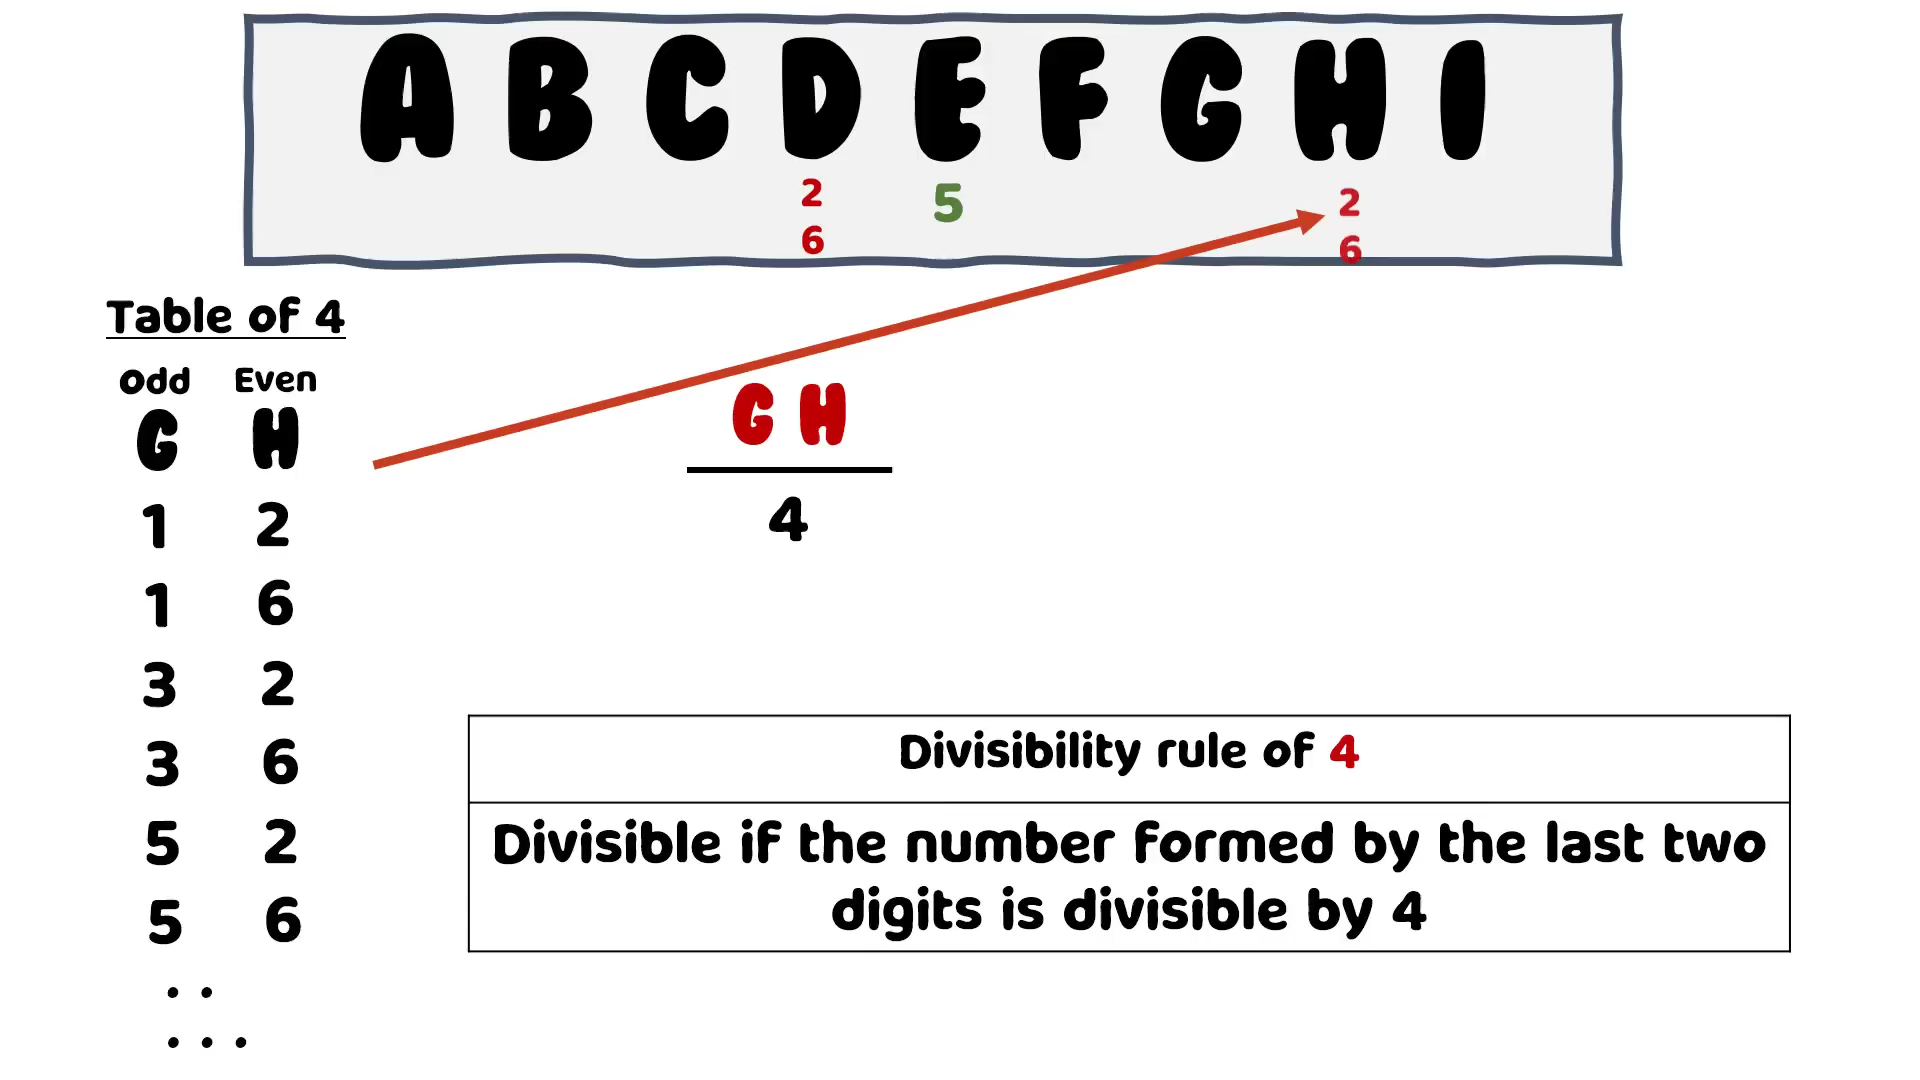 A B C D E F G H I
2 5 2
6 6
Table of 4
Odd Even
G H
1 2
1 6
3 2
3 6
5 2
5 6
. .
. . .
G H
4
Divisibility rule of 4
Divisible if the number formed by the last two
digits is divisible by 4